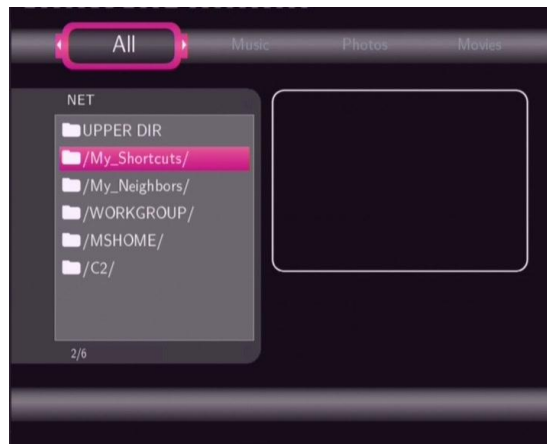 All Music Photos Movies
NET
UPPER DIR
/My_Shortcuts/
/My_Neighbors/
/WORKGROUP/
/MSHOME/
/C2/
2/6